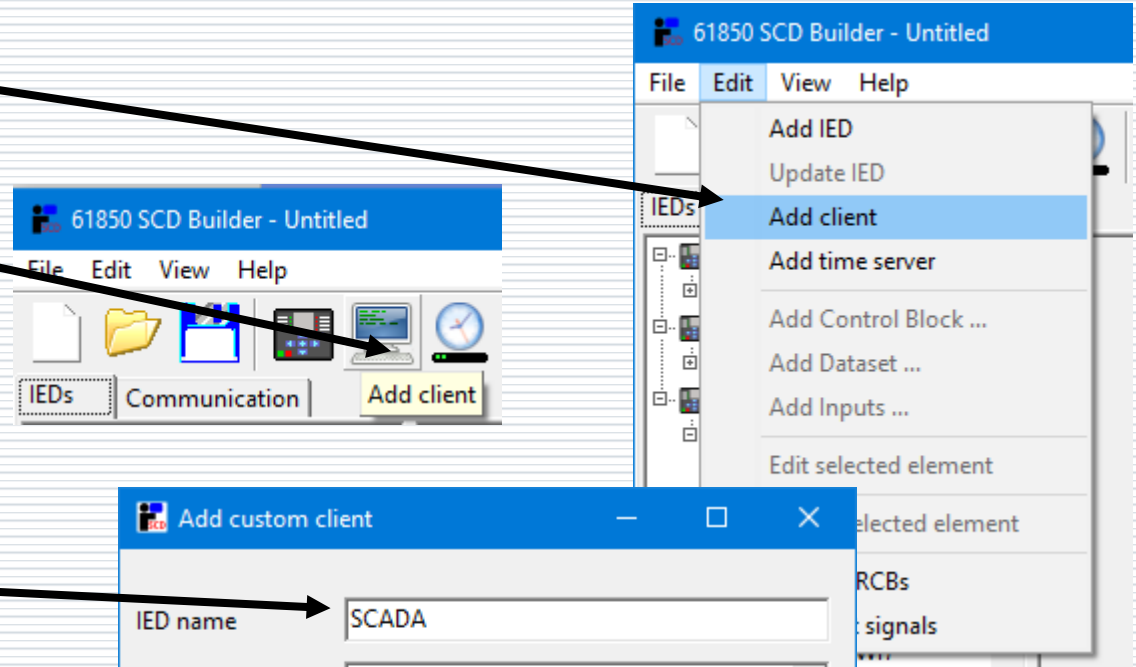 61850 SCD Builder - Untitled
File Edit View Help
Add IED
Update IED
IEDs
Add client
Add time server
Add Control Block ...
Add Dataset ...
Add Inputs ...
Edit selected element
elected element
RCBs
signals
61850 SCD Builder - Untitled
File Edit View Help
IEDs Communication
Add client
SCD Add custom client
IED name SCADA